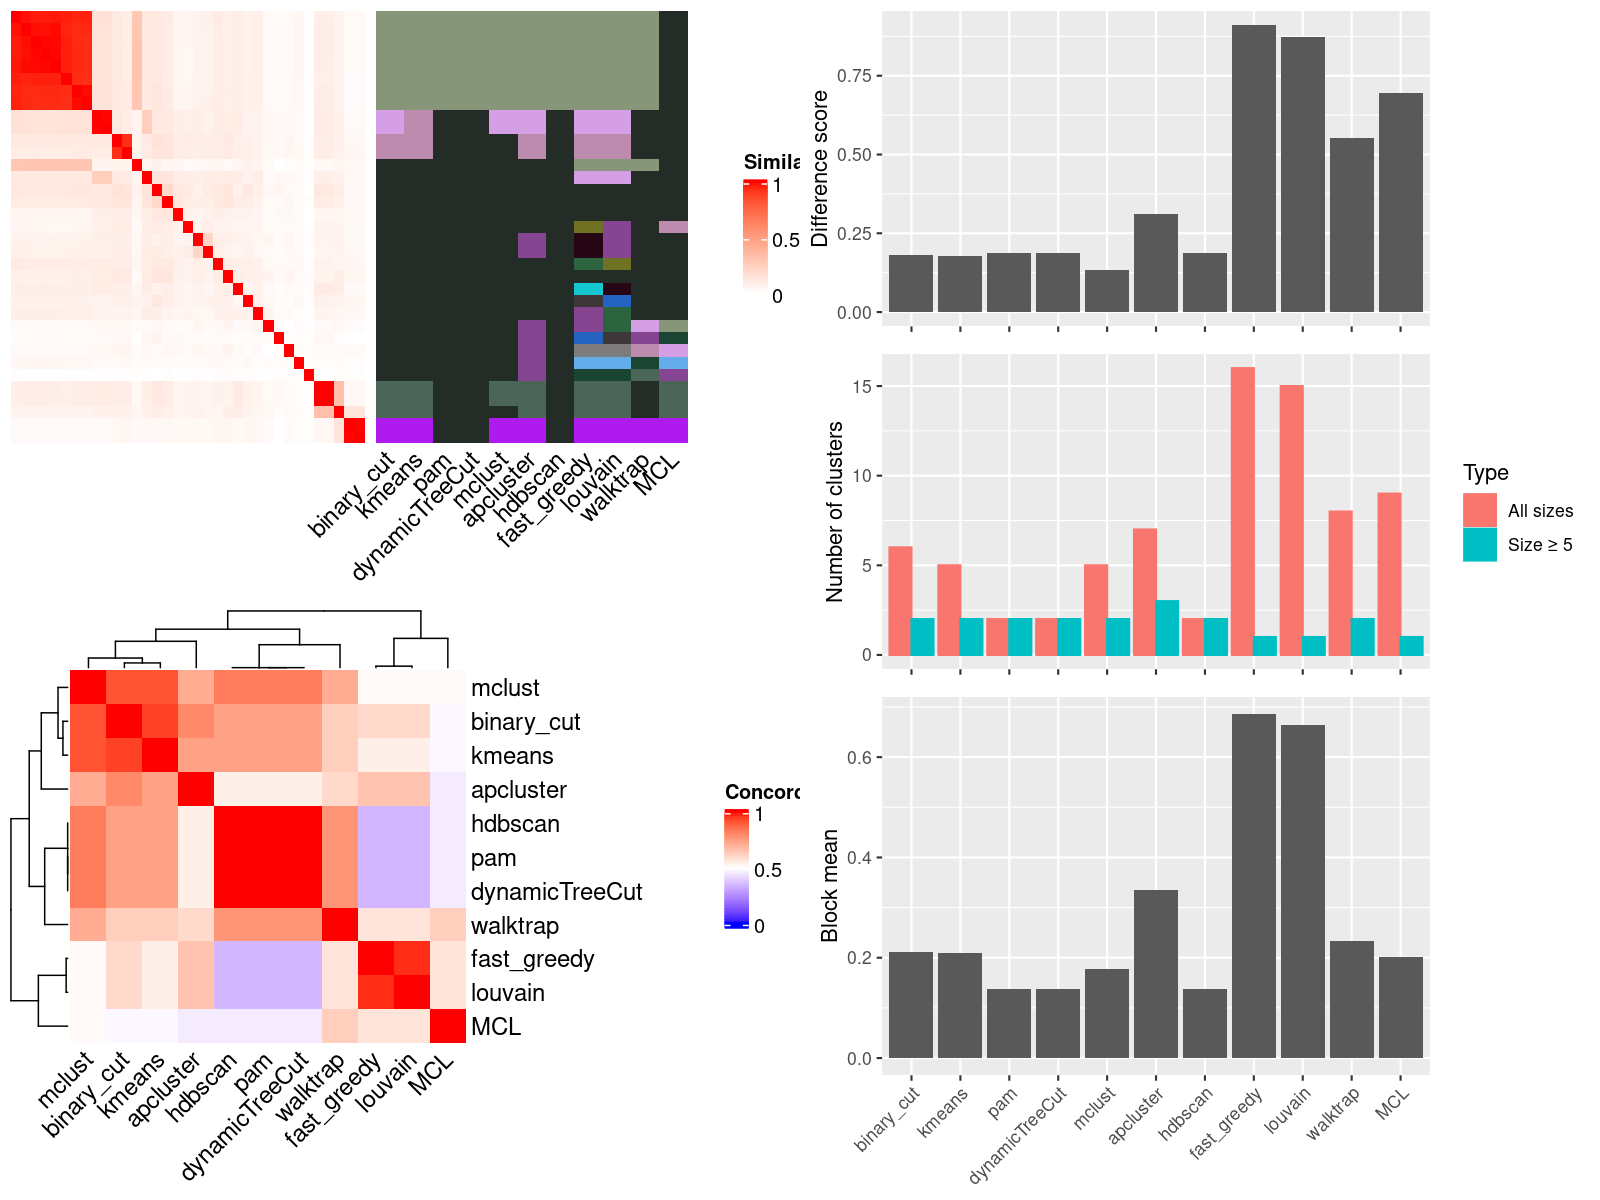 Simila
1
0.5
0
binary_cut
kmeans
pam
dynamicTreeCut
mclust
apcluster
hdbscan
fast_greedy
louvain
walktrap
MCL
mclust
binary_cut
kmeans
apcluster
hdbscan
pam
dynamicTreeCut
walktrap
fast_greedy
louvain
MCL
mclust
binary_cut
kmeans
apcluster
hdbscan
pam
dynamicTreeCut
walktrap
fast_greedy
louvain
MCL
Concord
1
0.5
0
Difference score
0.75
0.50
0.25
0.00
Number of clusters
15
10
5
0
Type
All sizes
Size ≥ 5
Block mean
0.6
0.4
0.2
0.0
binary_cut
kmeans
pam
dynamicTreeCut
mclust
apcluster
hdbscan
fast_greedy
louvain
walktrap
MCL